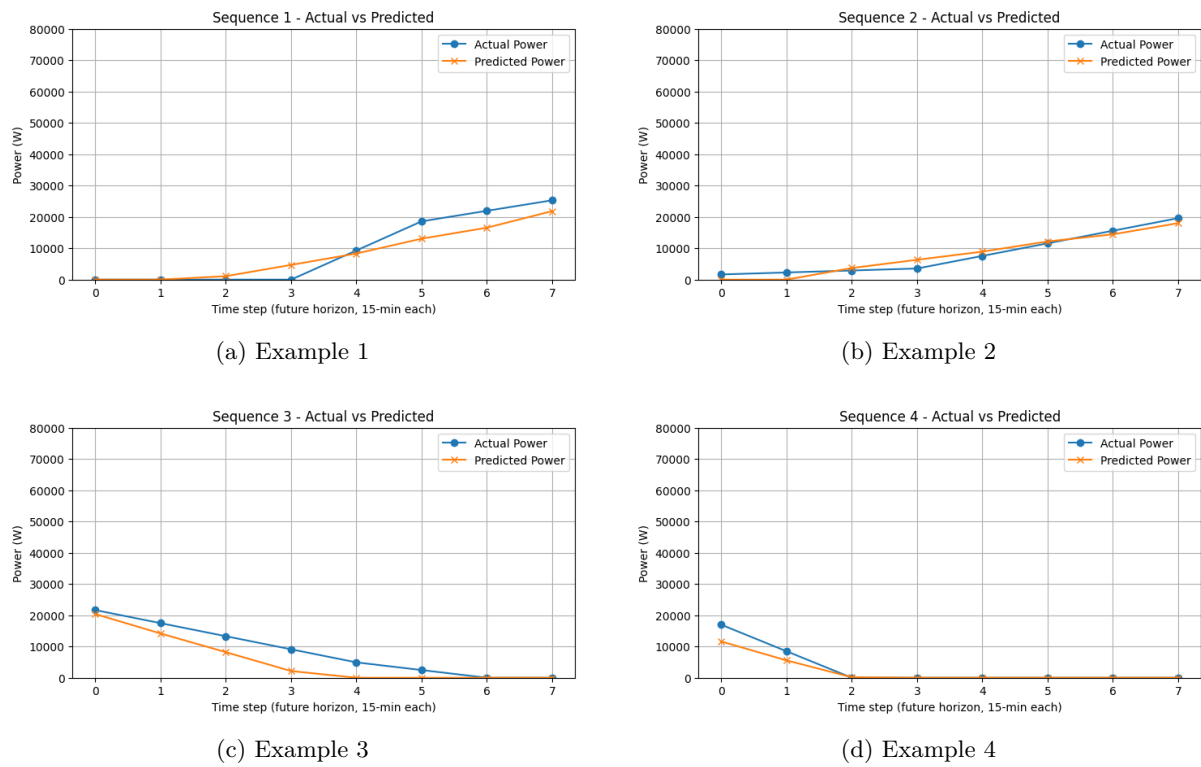 Sequence 1 - Actual vs Predicted
80000
70000
60000
50000
40000
30000
20000
10000
0
Power (W)
Actual Power
Predicted Power
0 1 2 3 4 5 6 7
Time step (future horizon, 15-min each)
(a) Example 1
Sequence 2 - Actual vs Predicted
80000
70000
60000
50000
40000
30000
20000
10000
0
Power (W)
Actual Power
Predicted Power
0 1 2 3 4 5 6 7
Time step (future horizon, 15-min each)
(b) Example 2
Sequence 3 - Actual vs Predicted
80000
70000
60000
50000
40000
30000
20000
10000
0
Power (W)
Actual Power
Predicted Power
0 1 2 3 4 5 6 7
Time step (future horizon, 15-min each)
(c) Example 3
Sequence 4 - Actual vs Predicted
80000
70000
60000
50000
40000
30000
20000
10000
0
Power (W)
Actual Power
Predicted Power
0 1 2 3 4 5 6 7
Time step (future horizon, 15-min each)
(d) Example 4